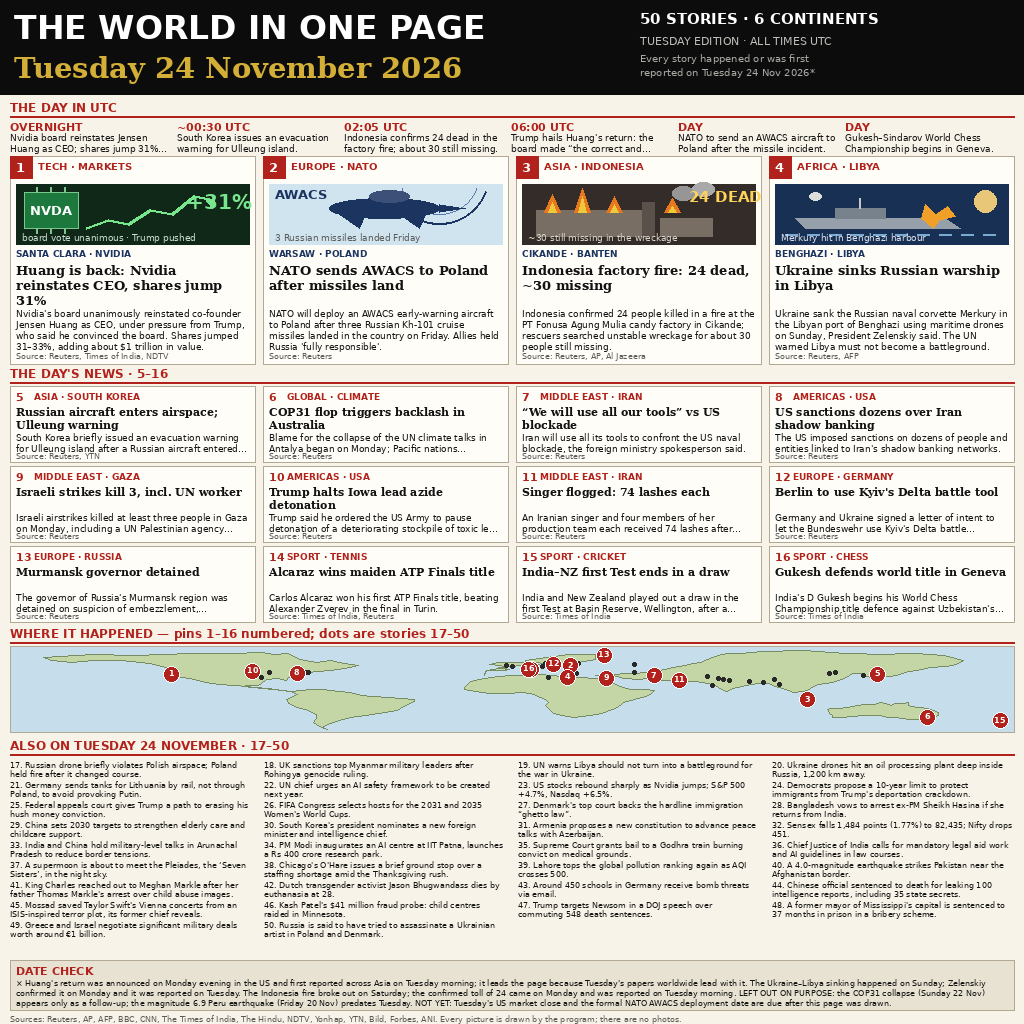 THE WORLD IN ONE PAGE
Tuesday 24 November 2026
50 STORIES · 6 CONTINENTS
TUESDAY EDITION · ALL TIMES UTC
Every story happened or was first
reported on Tuesday 24 Nov 2026*
THE DAY IN UTC
OVERNIGHT
Nvidia board reinstates Jensen
Huang as CEO; shares jump 31%...
~00:30 UTC
South Korea issues an evacuation
warning for Ulleung island.
02:05 UTC
Indonesia confirms 24 dead in the
factory fire; about 30 still missing.
06:00 UTC
Trump hails Huang's return: the
board made “the correct and...
DAY
NATO to send an AWACS aircraft to
Poland after the missile incident.
DAY
Gukesh–Sindarov World Chess
Championship begins in Geneva.
1 TECH · MARKETS
NVDA
+31%
board vote unanimous · Trump pushed
SANTA CLARA · NVIDIA
Huang is back: Nvidia
reinstates CEO, shares jump
31%
Nvidia's board unanimously reinstated co-founder
Jensen Huang as CEO, under pressure from Trump,
who said he convinced the board. Shares jumped
31–33%, adding about $1 trillion in value.
Source: Reuters, Times of India, NDTV
2 EUROPE · NATO
AWACS
3 Russian missiles landed Friday
WARSAW · POLAND
NATO sends AWACS to Poland
after missiles land
NATO will deploy an AWACS early-warning aircraft
to Poland after three Russian Kh-101 cruise
missiles landed in the country on Friday. Allies held
Russia 'fully responsible'.
Source: Reuters
3 ASIA · INDONESIA
24 DEAD
~30 still missing in the wreckage
CIKANDE · BANTEN
Indonesia factory fire: 24 dead,
~30 missing
Indonesia confirmed 24 people killed in a fire at the
PT Fonusa Agung Mulia candy factory in Cikande;
rescuers searched unstable wreckage for about 30
people still missing.
Source: Reuters, AP, Al Jazeera
4 AFRICA · LIBYA
Merkury hit in Benghazi harbour
BENGHAZI · LIBYA
Ukraine sinks Russian warship
in Libya
Ukraine sank the Russian naval corvette Merkury in
the Libyan port of Benghazi using maritime drones
on Sunday, President Zelenskiy said. The UN
warned Libya must not become a battleground.
Source: Reuters, AFP
THE DAY'S NEWS · 5–16
5 ASIA · SOUTH KOREA
Russian aircraft enters airspace;
Ulleung warning
South Korea briefly issued an evacuation warning
for Ulleung island after a Russian aircraft entered...
Source: Reuters, YTN
6 GLOBAL · CLIMATE
COP31 flop triggers backlash in
Australia
Blame for the collapse of the UN climate talks in
Antalya began on Monday; Pacific nations...
Source: Reuters
7 MIDDLE EAST · IRAN
“We will use all our tools” vs US
blockade
Iran will use all its tools to confront the US naval
blockade, the foreign ministry spokesperson said.
Source: Reuters
8 AMERICAS · USA
US sanctions dozens over Iran
shadow banking
The US imposed sanctions on dozens of people and
entities linked to Iran's shadow banking networks.
Source: Reuters
9 MIDDLE EAST · GAZA
Israeli strikes kill 3, incl. UN worker
Israeli airstrikes killed at least three people in Gaza
on Monday, including a UN Palestinian agency...
Source: Reuters
10 AMERICAS · USA
Trump halts Iowa lead azide
detonation
Trump said he ordered the US Army to pause
detonation of a deteriorating stockpile of toxic le...
Source: Reuters
11 MIDDLE EAST · IRAN
Singer flogged: 74 lashes each
An Iranian singer and four members of her
production team each received 74 lashes after...
Source: Reuters
12 EUROPE · GERMANY
Berlin to use Kyiv's Delta battle tool
Germany and Ukraine signed a letter of intent to
let the Bundeswehr use Kyiv's Delta battle...
Source: Reuters
13 EUROPE · RUSSIA
Murmansk governor detained
The governor of Russia's Murmansk region was
detained on suspicion of embezzlement,...
Source: Reuters
14 SPORT · TENNIS
Alcaraz wins maiden ATP Finals title
Carlos Alcaraz won his first ATP Finals title, beating
Alexander Zverev in the final in Turin.
Source: Times of India, Reuters
15 SPORT · CRICKET
India–NZ first Test ends in a draw
India and New Zealand played out a draw in the
first Test at Basin Reserve, Wellington, after a...
Source: Times of India
16 SPORT · CHESS
Gukesh defends world title in Geneva
India's D Gukesh begins his World Chess
Championship title defence against Uzbekistan's...
Source: Times of India
WHERE IT HAPPENED — pins 1–16 numbered; dots are stories 17–50
1
10
8
16
12
2
4
13
9
7
11
3
5
6
15
ALSO ON TUESDAY 24 NOVEMBER · 17–50
17. Russian drone briefly violates Polish airspace; Poland
held fire after it changed course.
18. UK sanctions top Myanmar military leaders after
Rohingya genocide ruling.
19. UN warns Libya should not turn into a battleground for
the war in Ukraine.
20. Ukraine drones hit an oil processing plant deep inside
Russia, 1,200 km away.
21. Germany sends tanks for Lithuania by rail, not through
Poland, to avoid provoking Putin.
22. UN chief urges an AI safety framework to be created
next year.
23. US stocks rebound sharply as Nvidia jumps; S&P 500
+4.7%, Nasdaq +6.5%.
24. Democrats propose a 10-year limit to protect
immigrants from Trump's deportation crackdown.
25. Federal appeals court gives Trump a path to erasing his
hush money conviction.
26. FIFA Congress selects hosts for the 2031 and 2035
Women's World Cups.
27. Denmark's top court backs the hardline immigration
“ghetto law”.
28. Bangladesh vows to arrest ex-PM Sheikh Hasina if she
returns from India.
29. China sets 2030 targets to strengthen elderly care and
childcare support.
30. South Korea's president nominates a new foreign
minister and intelligence chief.
31. Armenia proposes a new constitution to advance peace
talks with Azerbaijan.
32. Sensex falls 1,484 points (1.77%) to 82,435; Nifty drops
451.
33. India and China hold military-level talks in Arunachal
Pradesh to reduce border tensions.
34. PM Modi inaugurates an AI centre at IIT Patna, launches
a Rs 400 crore research park.
35. Supreme Court grants bail to a Godhra train burning
convict on medical grounds.
36. Chief Justice of India calls for mandatory legal aid work
and AI guidelines in law courses.
37. A supermoon is about to meet the Pleiades, the 'Seven
Sisters', in the night sky.
38. Chicago's O'Hare issues a brief ground stop over a
staffing shortage amid the Thanksgiving rush.
39. Lahore tops the global pollution ranking again as AQI
crosses 500.
40. A 4.0-magnitude earthquake strikes Pakistan near the
Afghanistan border.
41. King Charles reached out to Meghan Markle after her
father Thomas Markle's arrest over child abuse images.
42. Dutch transgender activist Jason Bhugwandass dies by
euthanasia at 28.
43. Around 450 schools in Germany receive bomb threats
via email.
44. Chinese official sentenced to death for leaking 100
intelligence reports, including 35 state secrets.
45. Mossad saved Taylor Swift's Vienna concerts from an
ISIS-inspired terror plot, its former chief reveals.
46. Kash Patel's $41 million fraud probe: child centres
raided in Minnesota.
47. Trump targets Newsom in a DOJ speech over
commuting 548 death sentences.
48. A former mayor of Mississippi's capital is sentenced to
37 months in prison in a bribery scheme.
49. Greece and Israel negotiate significant military deals
worth around €1 billion.
50. Russia is said to have tried to assassinate a Ukrainian
artist in Poland and Denmark.
DATE CHECK
× Huang's return was announced on Monday evening in the US and first reported across Asia on Tuesday morning; it leads the page because Tuesday's papers worldwide lead with it. The Ukraine–Libya sinking happened on Sunday; Zelenskiy
confirmed it on Monday and it was reported on Tuesday. The Indonesia fire broke out on Saturday; the confirmed toll of 24 came on Monday and was reported on Tuesday. LEFT OUT ON PURPOSE: the COP31 collapse (Sunday 22 Nov)
appears only as a follow-up; the magnitude 6.9 Peru earthquake (Friday 20 Nov) predates Tuesday. NOT YET: Tuesday's US market close and the formal NATO AWACS deployment date are due after this page was drawn.
Sources: Reuters, AP, AFP, BBC, CNN, The Times of India, The Hindu, NDTV, Yonhap, YTN, Bild, Forbes, ANI. Every picture is drawn by the program; there are no photos.